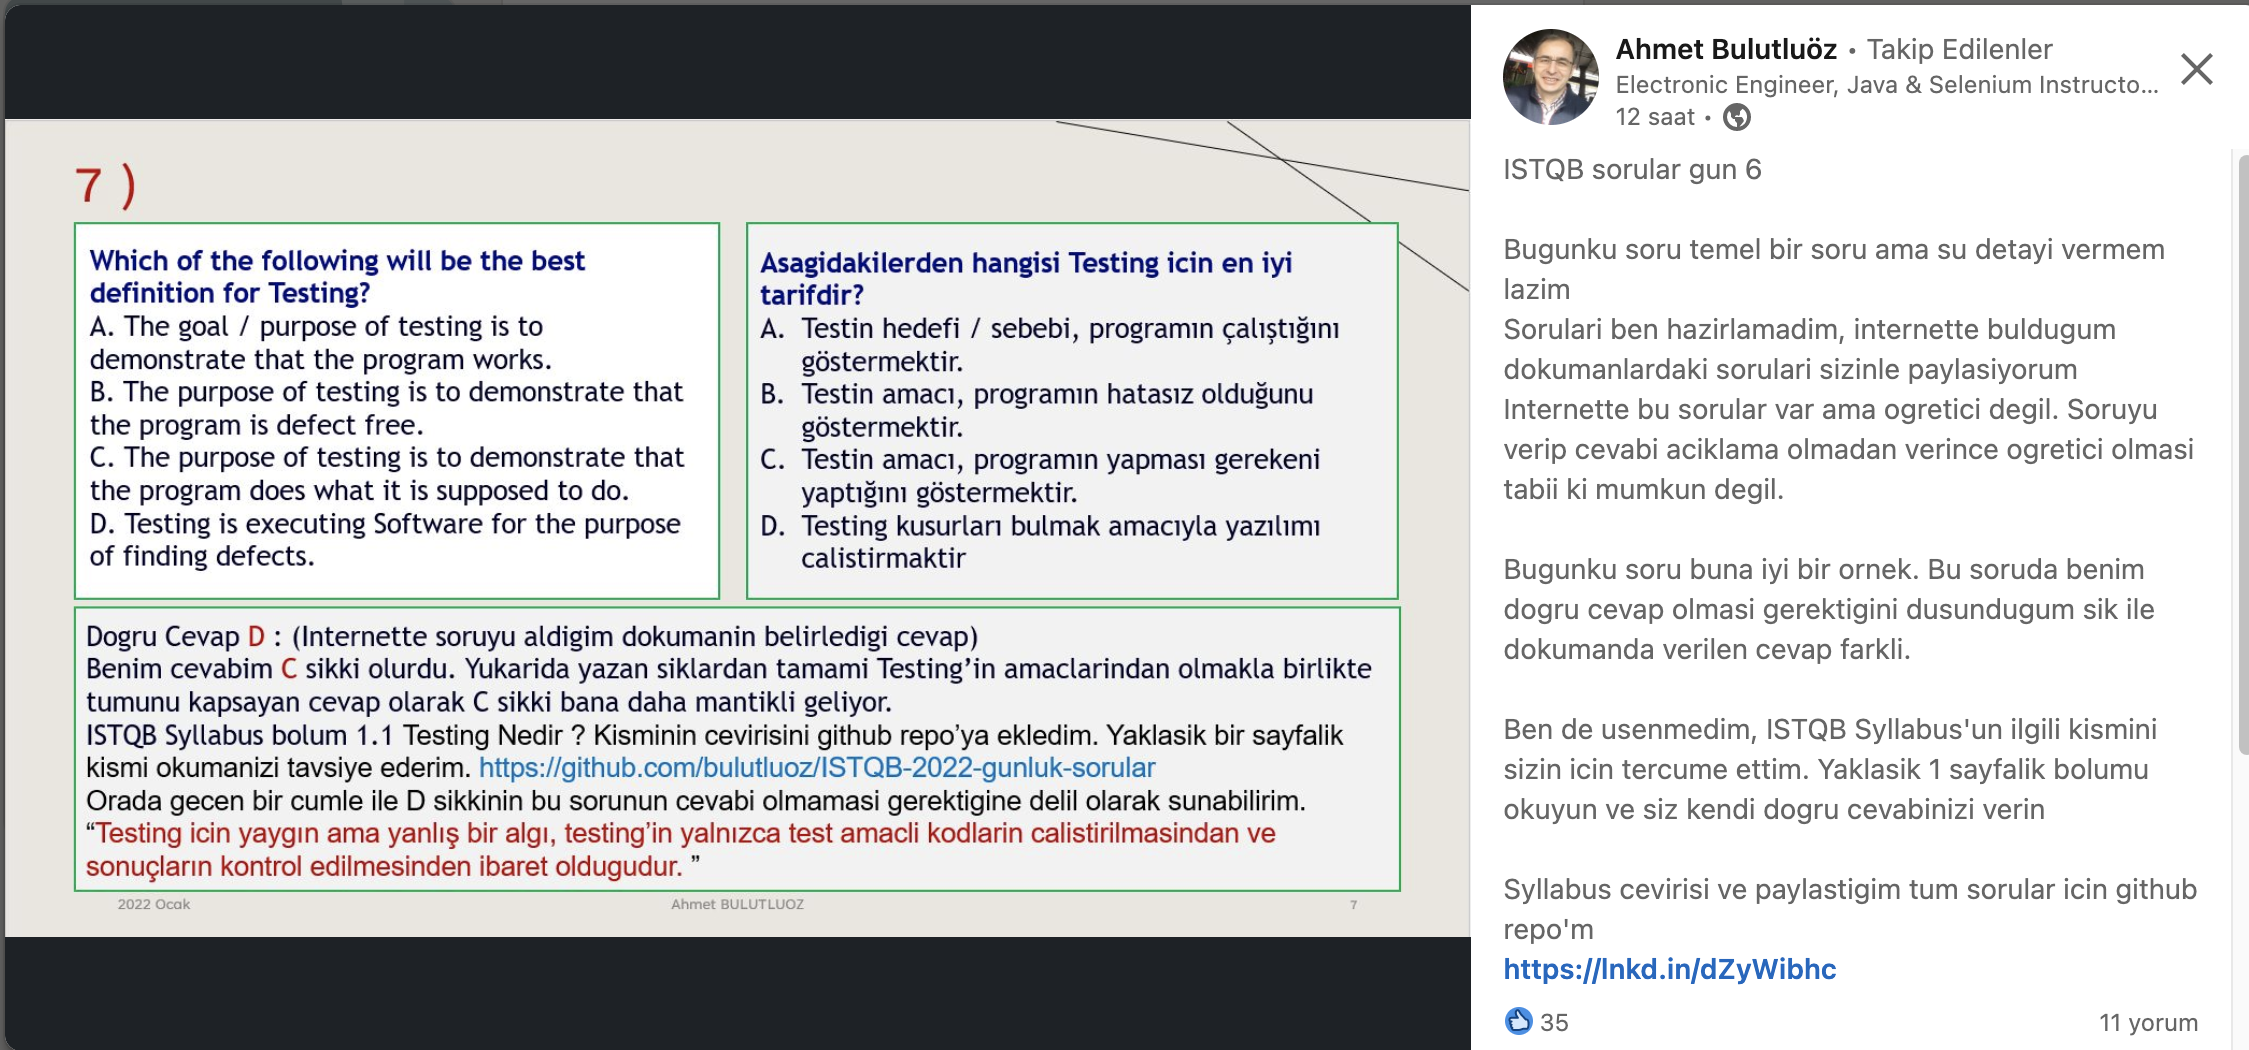 7 )
Which of the following will be the best
definition for Testing?
A. The goal / purpose of testing is to
demonstrate that the program works.
B. The purpose of testing is to demonstrate that
the program is defect free.
C. The purpose of testing is to demonstrate that
the program does what it is supposed to do.
D. Testing is executing Software for the purpose
of finding defects.
Asagidakilerden hangisi Testing icin en iyi
tarifdir?
A. Testin hedefi / sebebi, programın çalıştığını
göstermektir.
B. Testin amacı, programın hatasız olduğunu
göstermektir.
C. Testin amacı, programın yapması gerekeni
yaptığını göstermektir.
D. Testing kusurları bulmak amacıyla yazılımı
calistirmaktir
Dogru Cevap D : (Internette soruyu aldigim dokumanin belirledigi cevap)
Benim cevabim C sikki olurdu. Yukarida yazan siklardan tamami Testing’in amaclarindan olmakla birlikte
tumunu kapsayan cevap olarak C sikki bana daha mantikli geliyor.
ISTQB Syllabus bolum 1.1 Testing Nedir ? Kisminin cevirisini github repo’ya ekledim. Yaklasik bir sayfalik
kismi okumanizi tavsiye ederim. https://github.com/bulutluoz/ISTQB-2022-gunluk-sorular
Orada gecen bir cumle ile D sikkinin bu sorunun cevabi olmamasi gerektigine delil olarak sunabilirim.
“Testing icin yaygın ama yanlış bir algı, testing’in yalnızca test amacli kodlarin calistirilmasindan ve
sonuçların kontrol edilmesinden ibaret oldugudur. ”
2022 Ocak
Ahmet BULUTLUOZ
7
Ahmet Bulutluöz • Takip Edilenler
Electronic Engineer, Java & Selenium Instructo...
12 saat •
ISTQB sorular gun 6
Bugunku soru temel bir soru ama su detayi vermem
lazim
Sorulari ben hazirlamadim, internette buldugum
dokumanlardaki sorulari sizinle paylasiyorum
Internette bu sorular var ama ogretici degil. Soruyu
verip cevabi aciklama olmadan verince ogretici olmasi
tabii ki mumkun degil.
Bugunku soru buna iyi bir ornek. Bu soruda benim
dogru cevap olmasi gerektigini dusundugum sik ile
dokumanda verilen cevap farkli.
Ben de usenmedim, ISTQB Syllabus'un ilgili kismini
sizin icin tercume ettim. Yaklasik 1 sayfalik bolumu
okuyun ve siz kendi dogru cevabinizi verin
Syllabus cevirisi ve paylastigim tum sorular icin github
repo'm
https://lnkd.in/dZyWibhc
35
11 yorum